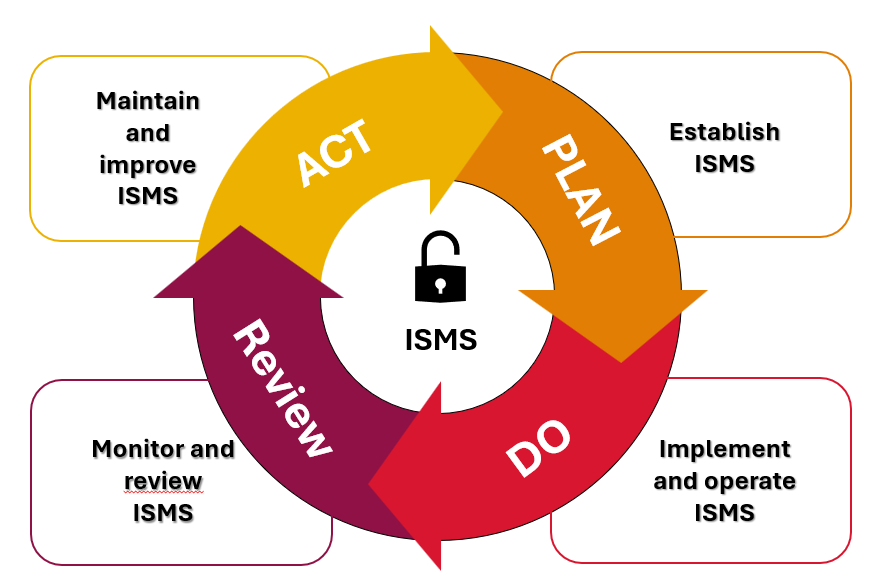 Maintain
and
improve
ISMS
ACT
PLAN
Establish
ISMS
ISMS
Review
Monitor and
review
ISMS
DO
Implement
and operate
ISMS